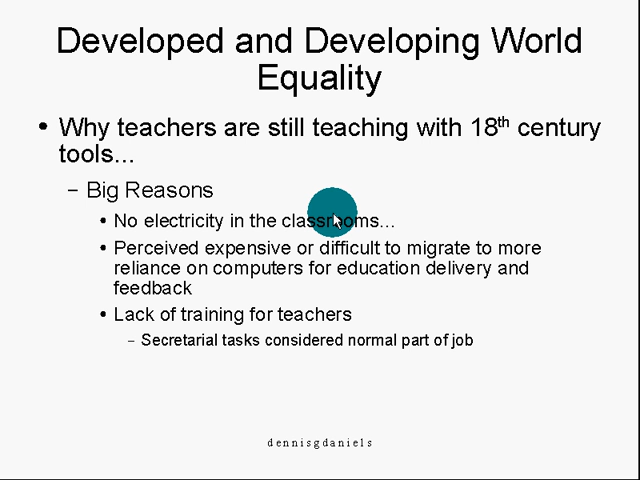 Developed and Developing World
Equality
• Why teachers are still teaching with 18th century
tools...
– Big Reasons
• No electricity in the classrooms...
• Perceived expensive or difficult to migrate to more
reliance on computers for education delivery and
feedback
• Lack of training for teachers
– Secretarial tasks considered normal part of job
dennisgdaniels